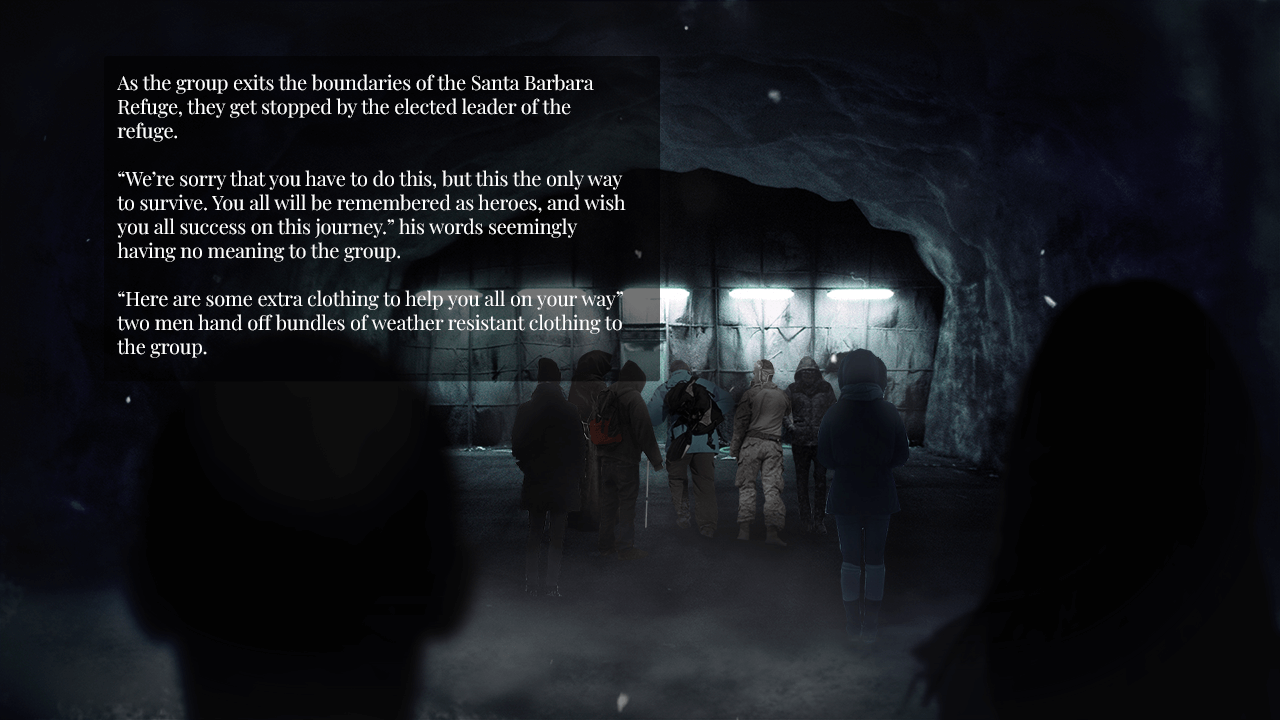 As the group exits the boundaries of the Santa Barbara
Refuge, they get stopped by the elected leader of the
refuge.
“We’re sorry that you have to do this, but this the only way
to survive. You all will be remembered as heroes, and wish
you all success on this journey.” his words seemingly
having no meaning to the group.
“Here are some extra clothing to help you all on your way”
two men hand off bundles of weather resistant clothing to
the group.